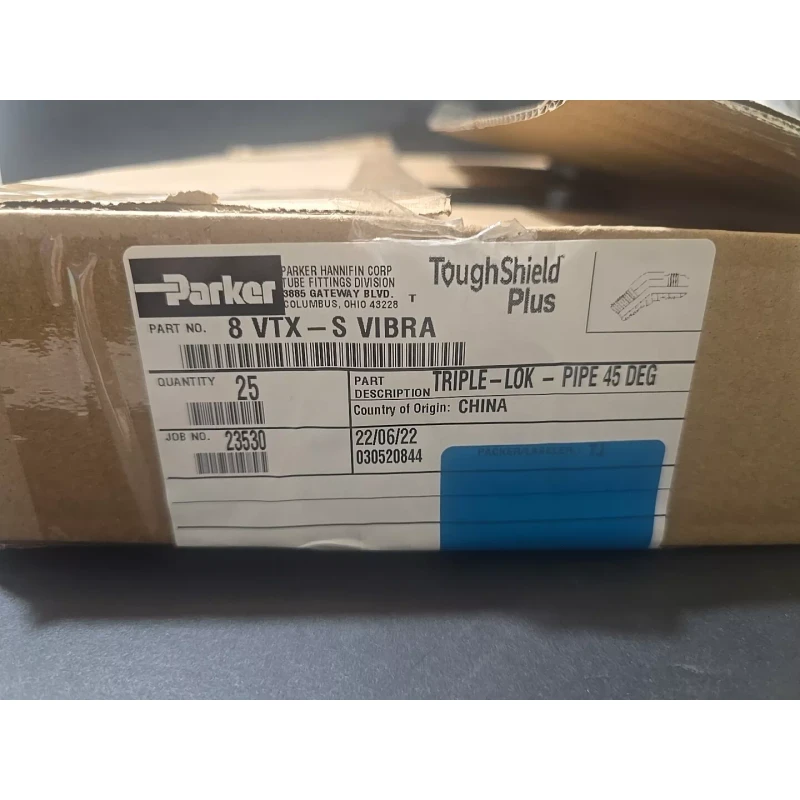 Parker
PARKER HANNIFIN CORP
TUBE FITTINGS DIVISION
3885 GATEWAY BLVD. T
COLUMBUS, OHIO 43228
ToughShield
Plus
PART NO. 8 VTX-S VIBRA
QUANTITY 25
PART
DESCRIPTION TRIPLE-LOK - PIPE 45 DEG
Country of Origin: CHINA
JOB NO. 23530
22/06/22
030520844